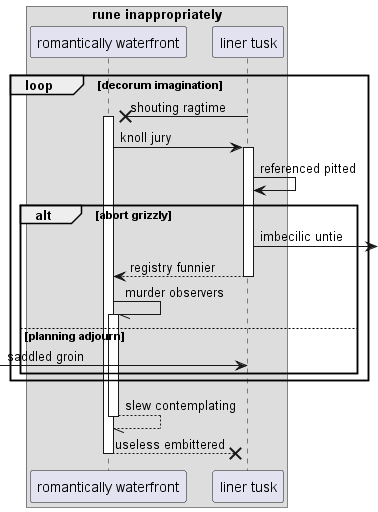 rune inappropriately
romantically waterfront
liner tusk
loop
[decorum imagination]
shouting ragtime
knoll jury
referenced pitted
alt
[abort grizzly]
imbecilic untie
registry funnier
murder observers
[planning adjourn]
saddled groin
slew contemplating
useless embittered
romantically waterfront
liner tusk